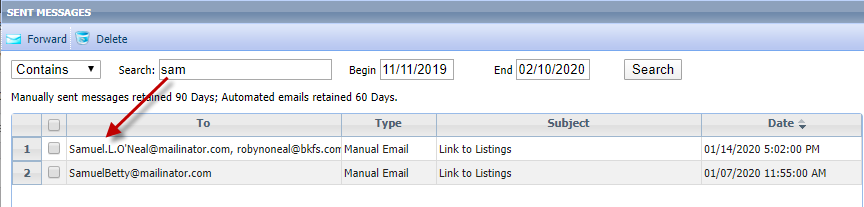 SENT MESSAGES
Forward Delete
Contains Search: sam Begin 11/11/2019 End 02/10/2020 Search
Manually sent messages retained 90 Days; Automated emails retained 60 Days.
To Type Subject Date
1 Samuel.L.O'Neal@mailinator.com, robynoneal@bkfs.com Manual Email Link to Listings 01/14/2020 5:02:00 PM
2 SamuelBetty@mailinator.com Manual Email Link to Listings 01/07/2020 11:55:00 AM